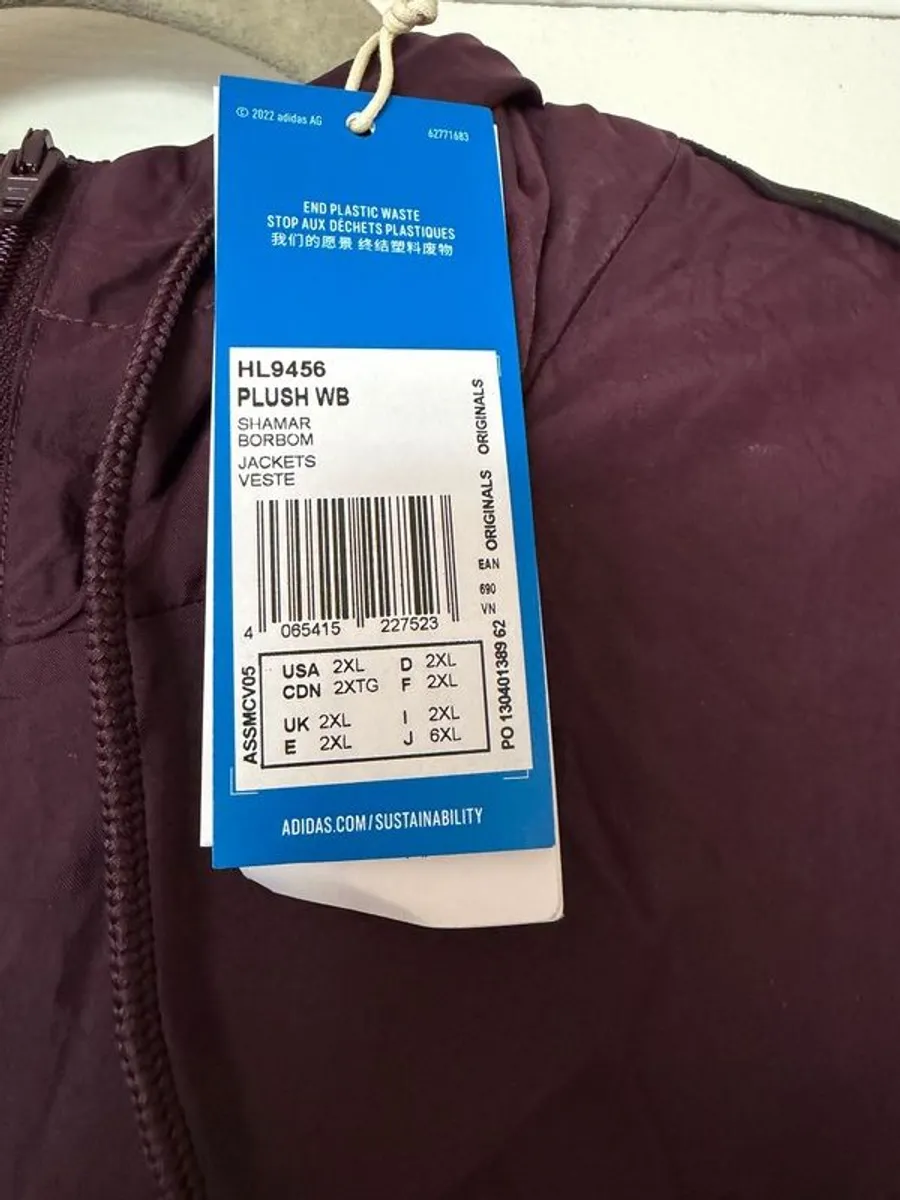 © 2022 adidas AG
62771683
END PLASTIC WASTE
STOP AUX DÉCHETS PLASTIQUES
我们的愿景 终结塑料废物
HL9456
PLUSH WB
SHAMAR
BORBOM
JACKETS
VESTE
ORIGINALS
ORIGINALS
EAN
690
VN
4 065415 227523
ASSMCV05
USA 2XL D 2XL
CDN 2XTG F 2XL
UK 2XL I 2XL
E 2XL J 6XL
PO 130401389 62
ADIDAS.COM/SUSTAINABILITY